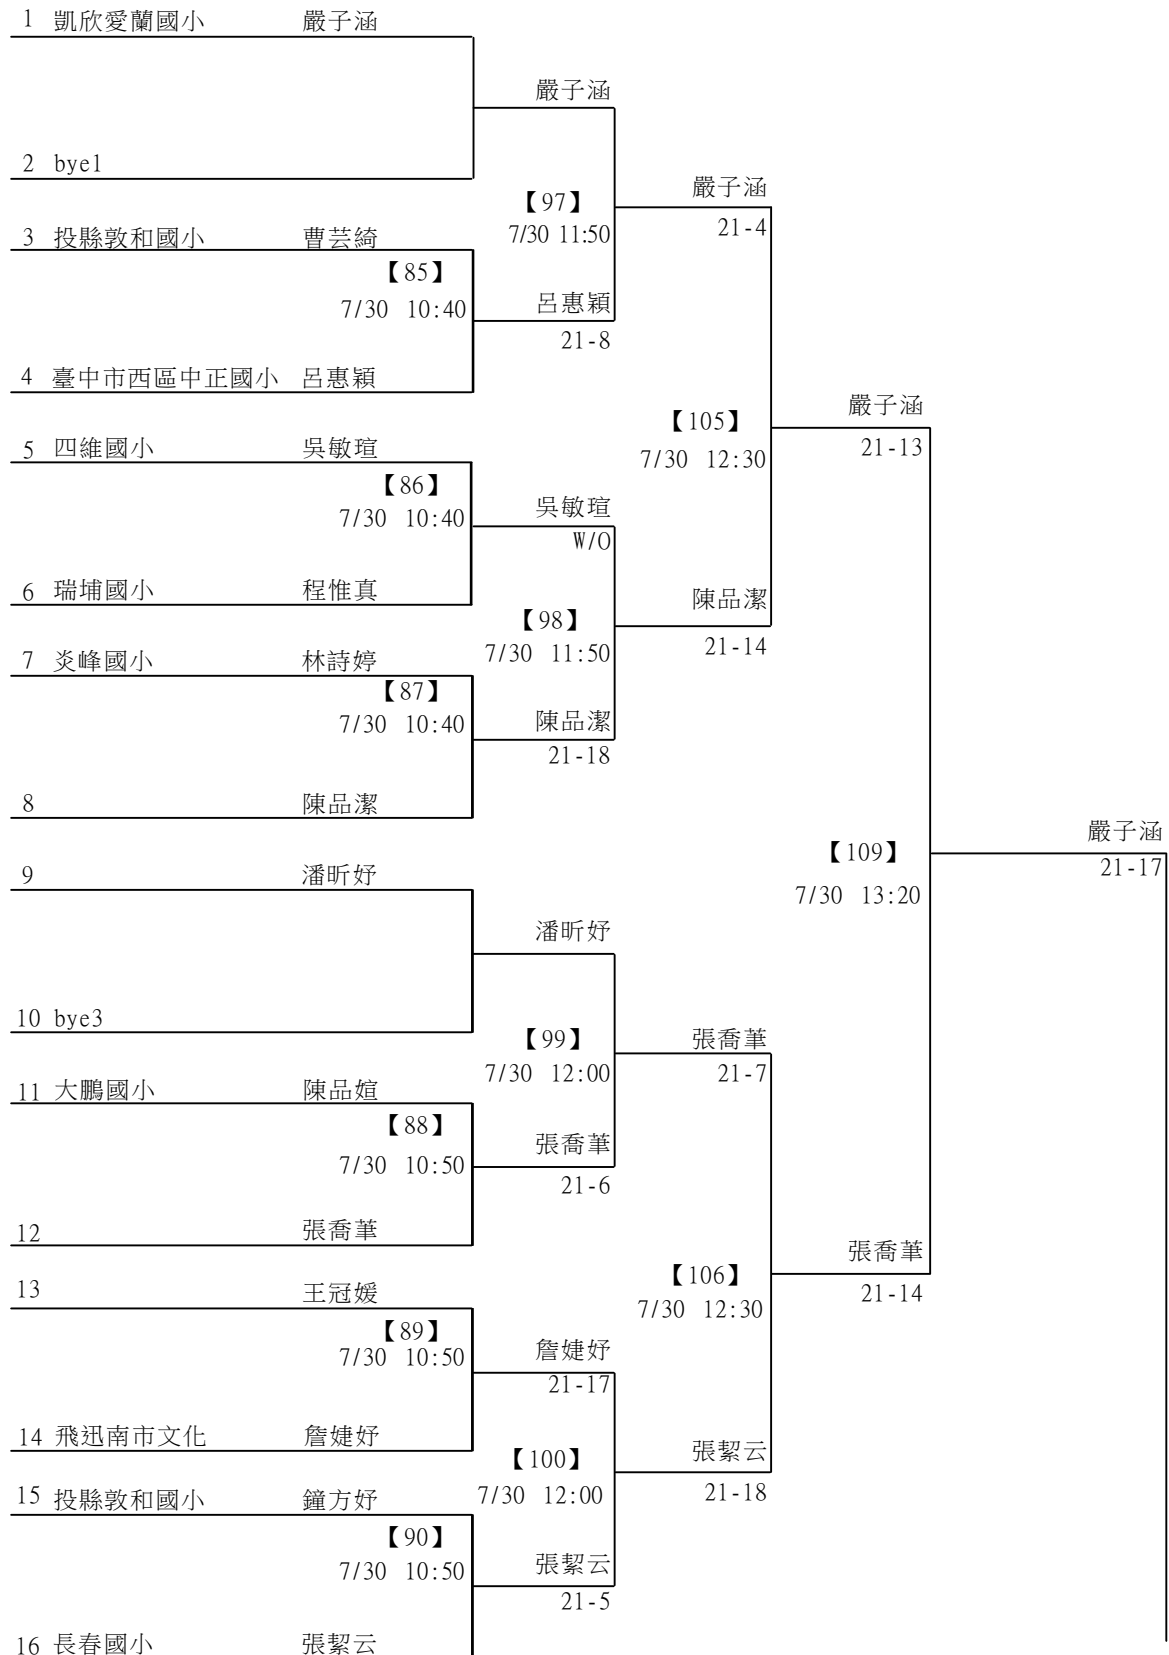 1 凱欣愛蘭國小 嚴子涵
嚴子涵
2 bye1
嚴子涵
【97】
21-4
3 投縣敦和國小 曹芸綺
7/30 11:50
【85】
7/30 10:40
呂惠穎
21-8
4 臺中市西區中正國小 呂惠穎
嚴子涵
【105】
21-13
5 四維國小 吳敏瑄
7/30 12:30
【86】
7/30 10:40
吳敏瑄
W/O
6 瑞埔國小 程惟真
陳品潔
【98】
21-14
7 炎峰國小 林詩婷
7/30 11:50
【87】
7/30 10:40
陳品潔
21-18
8 陳品潔
嚴子涵
【109】
21-17
9 潘昕妤
7/30 13:20
潘昕妤
10 bye3
【99】
張喬葦
7/30 12:00
21-7
11 大鵬國小 陳品媗
【88】
張喬葦
7/30 10:50
21-6
12 張喬葦
張喬葦
【106】
21-14
13 王冠媛
7/30 12:30
【89】
7/30 10:50
詹婕妤
21-17
14 飛迅南市文化 詹婕妤
【100】
張絜云
15 投縣敦和國小 鐘方妤
7/30 12:00
21-18
【90】
7/30 10:50
張絜云
21-5
16 長春國小 張絜云